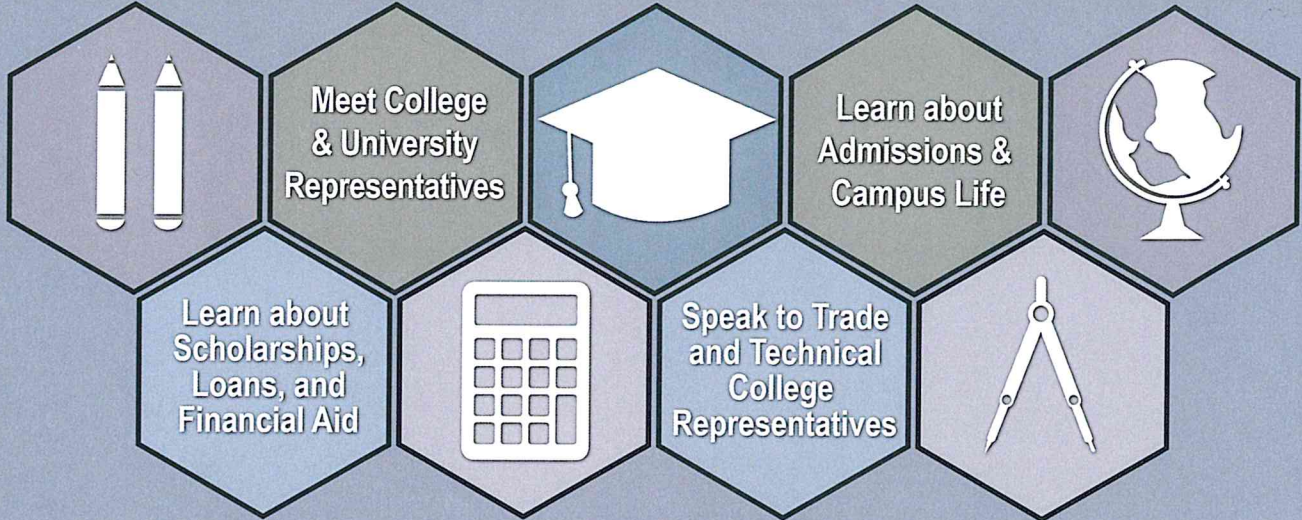 Meet College
& University
Representatives
Learn about
Admissions &
Campus Life
Learn about
Scholarships,
Loans, and
Financial Aid
Speak to Trade
and Technical
College
Representatives